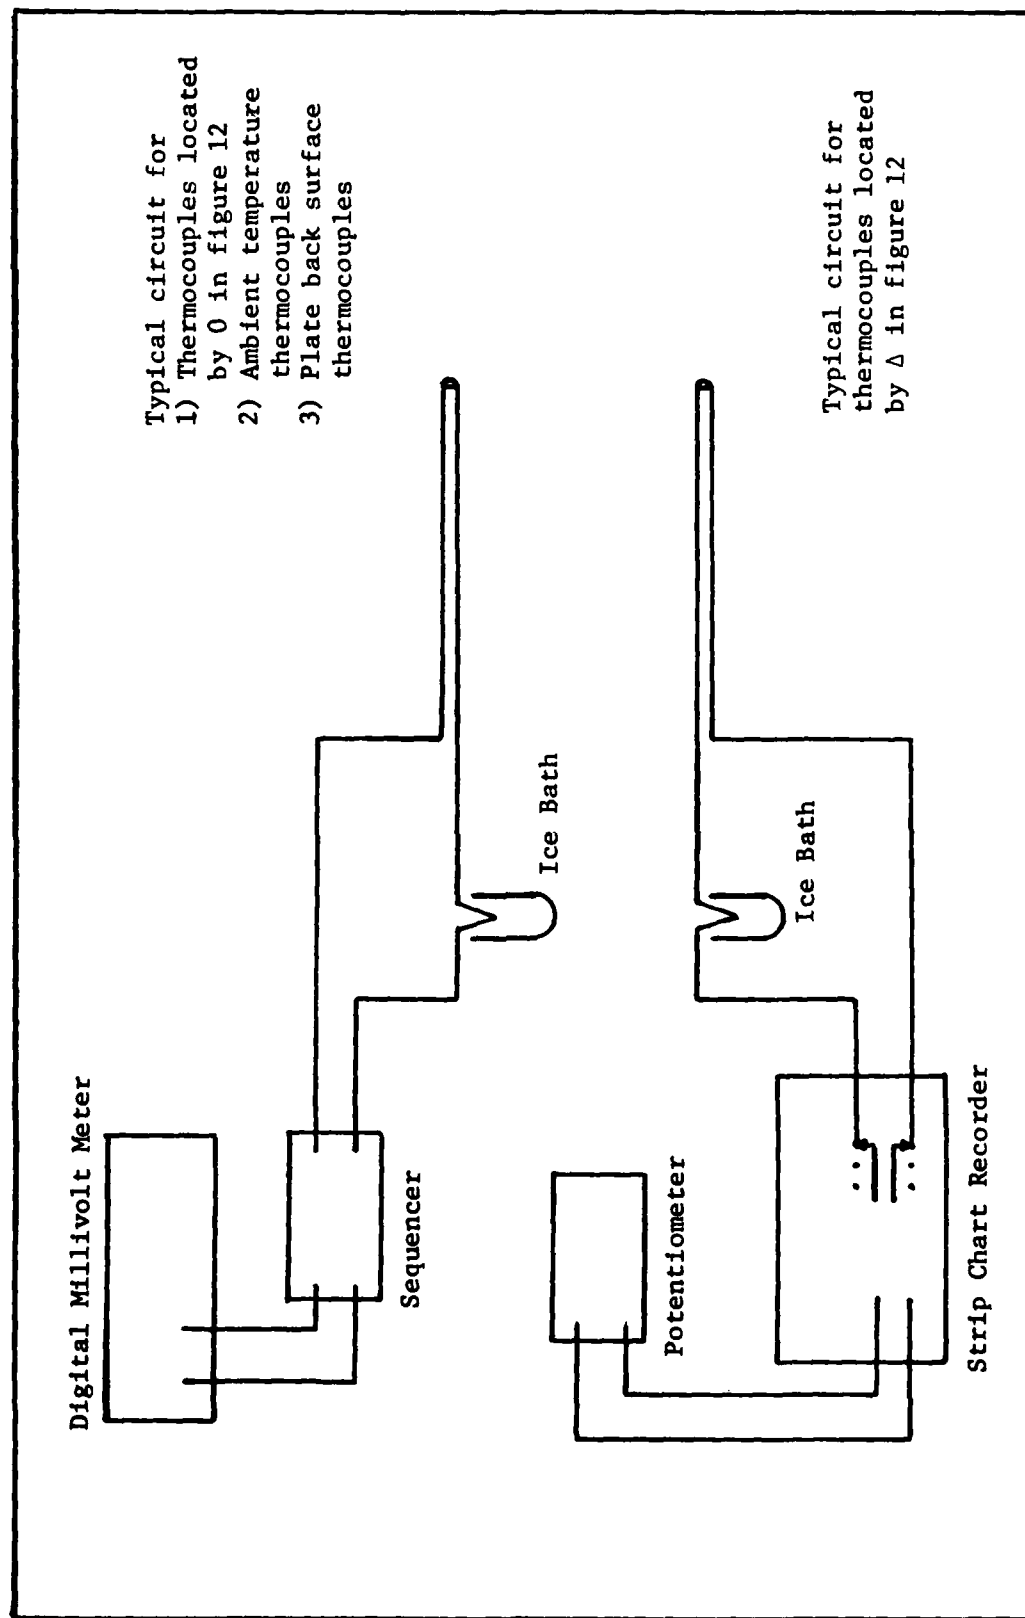 Digital Millivolt Meter
Sequencer
Ice Bath
Typical circuit for
1) Thermocouples located
by O in figure 12
2) Ambient temperature
thermocouples
3) Plate back surface
thermocouples
Potentiometer
Strip Chart Recorder
Ice Bath
Typical circuit for
thermocouples located
by Δ in figure 12